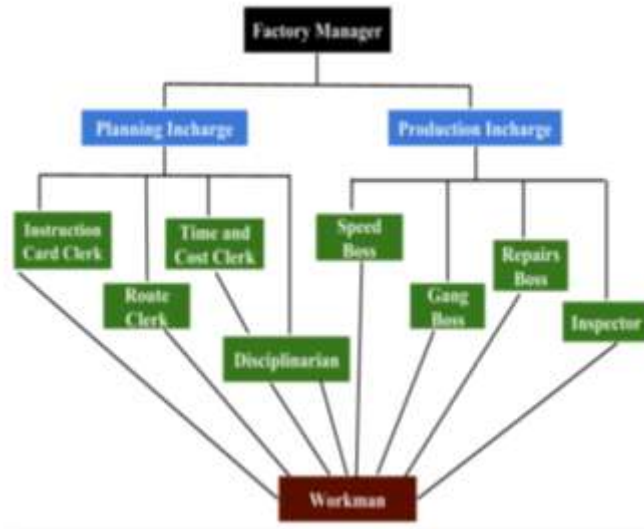 Factory Manager
Planning Incharge
Production Incharge
Instruction
Card Clerk
Time and
Cost Clerk
Speed
Boss
Repairs
Boss
Route
Clerk
Gang
Boss
Inspector
Disciplinarian
Workman